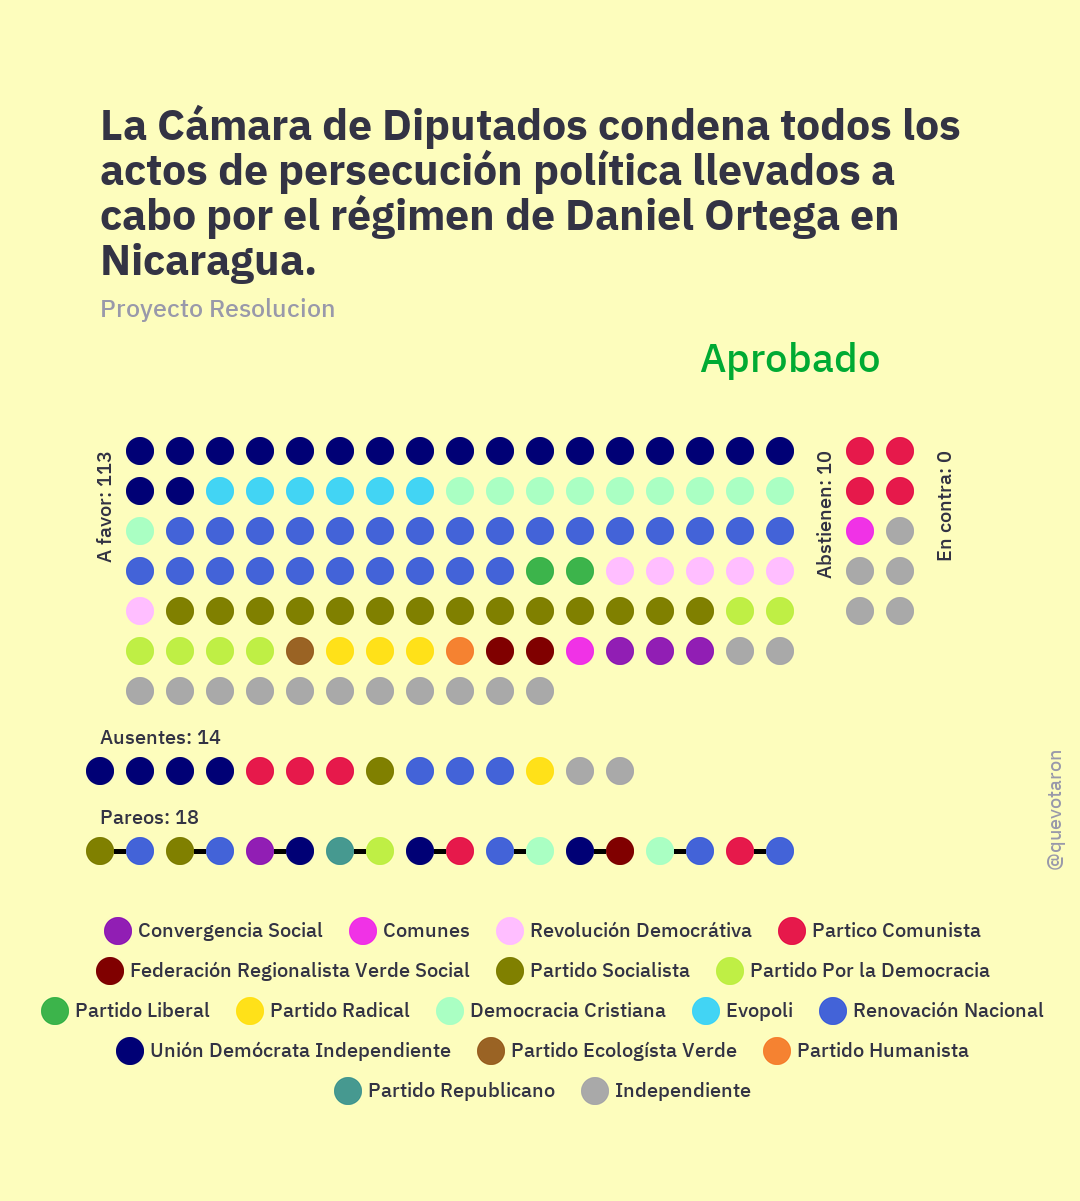 La Cámara de Diputados condena todos los
actos de persecución política llevados a
cabo por el régimen de Daniel Ortega en
Nicaragua.
Proyecto Resolucion
Aprobado
A favor: 113
Abstienen: 10
En contra: 0
Ausentes: 14
Pareos: 18
@quevotaron
Convergencia Social Comunes Revolución Democrátiva Partico Comunista
Federación Regionalista Verde Social Partido Socialista Partido Por la Democracia
Partido Liberal Partido Radical Democracia Cristiana Evopoli Renovación Nacional
Unión Demócrata Independiente Partido Ecologísta Verde Partido Humanista
Partido Republicano Independiente